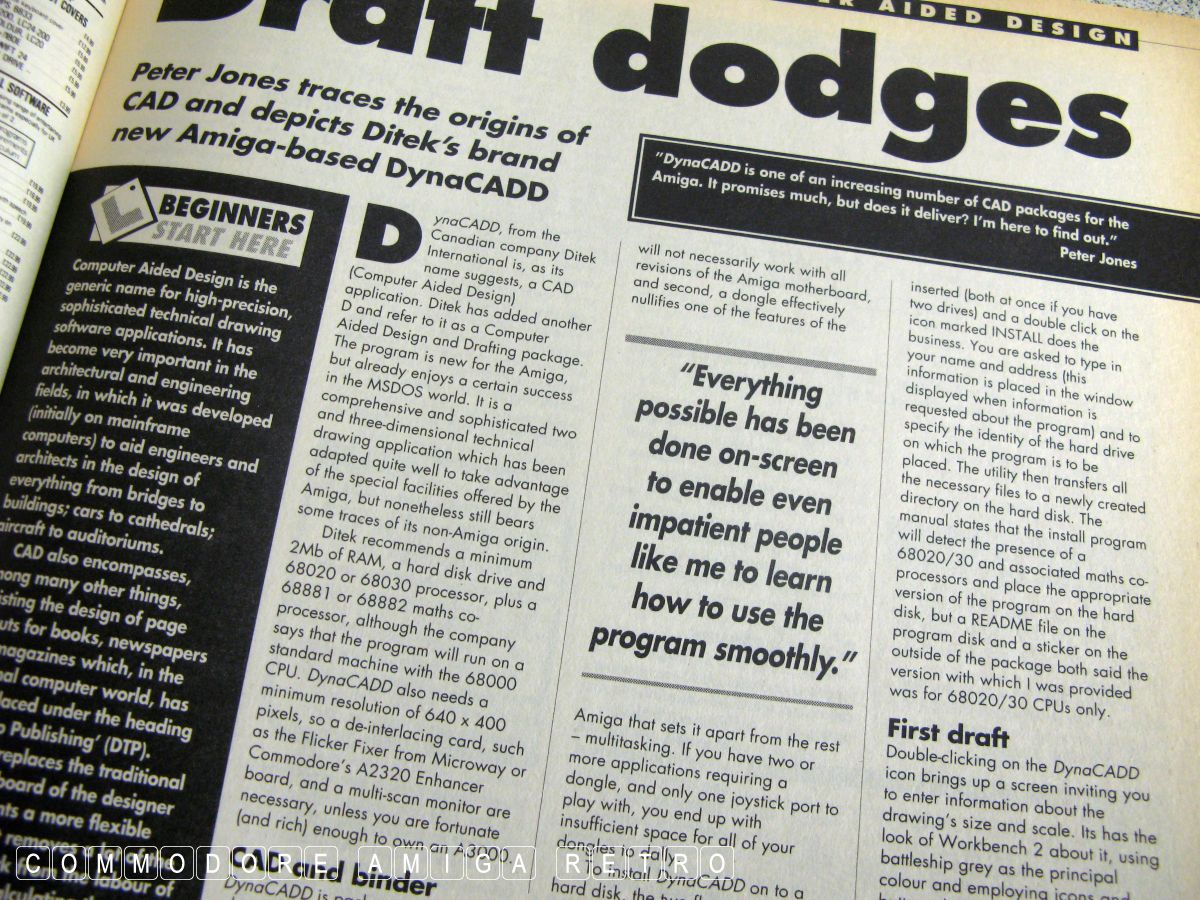 COVERS
LC24-200
LC20
DRIVE
SOFTWARE
AIDED DESIGN
Draft dodges
Peter Jones traces the origins of
CAD and depicts Ditek's brand
new Amiga-based DynaCADD
"DynaCADD is one of an increasing number of CAD packages for the
Amiga. It promises much, but does it deliver? I'm here to find out."
Peter Jones
BEGINNERS
START HERE
Computer Aided Design is the
generic name for high-precision,
sophisticated technical drawing
software applications. It has
become very important in the
architectural and engineering
fields, in which it was developed
(initially on mainframe
computers) to aid engineers and
architects in the design of
everything from bridges to
buildings; cars to cathedrals;
aircraft to auditoriums.
CAD also encompasses,
many other things,
the design of page
for books, newspapers
magazines which, in the
computer world, has
under the heading
Publishing' (DTP).
replaces the traditional
board of the designer
a more flexible
removes a lot of
labour of
DynaCADD, from the
Canadian company Ditek
International is, as its
name suggests, a CAD
(Computer Aided Design)
application. Ditek has added another
D and refer to it as a Computer
Aided Design and Drafting package.
The program is new for the Amiga,
but already enjoys a certain success
in the MSDOS world. It is a
comprehensive and sophisticated two
and three-dimensional technical
drawing application which has been
adapted quite well to take advantage
of the special facilities offered by the
Amiga, but nonetheless still bears
some traces of its non-Amiga origin.
Ditek recommends a minimum
2Mb of RAM, a hard disk drive and
68020 or 68030 processor, plus a
68881 or 68882 maths co-
processor, although the company
says that the program will run on a
standard machine with the 68000
CPU. DynaCADD also needs a
minimum resolution of 640 x 400
pixels, so a de-interlacing card, such
as the Flicker Fixer from Microway or
Commodore's A2320 Enhancer
board, and a multi-scan monitor are
necessary, unless you are fortunate
(and rich) enough to own an A3000.
CAD and binder
DynaCADD is
will not necessarily work with all
revisions of the Amiga motherboard,
and second, a dongle effectively
nullifies one of the features of the
"Everything
possible has been
done on-screen
to enable even
impatient people
like me to learn
how to use the
program smoothly."
Amiga that sets it apart from the rest
– multitasking. If you have two or
more applications requiring a
dongle, and only one joystick port to
play with, you end up with
insufficient space for all of your
dongles to dally.
To install DynaCADD on to a
hard disk, the two
inserted (both at once if you have
two drives) and a double click on the
icon marked INSTALL does the
business. You are asked to type in
your name and address (this
information is placed in the window
displayed when information is
requested about the program) and to
specify the identity of the hard drive
on which the program is to be
placed. The utility then transfers all
the necessary files to a newly created
directory on the hard disk. The
manual states that the install program
will detect the presence of a
68020/30 and associated maths co-
processors and place the appropriate
version of the program on the hard
disk, but a README file on the
program disk and a sticker on the
outside of the package both said the
version with which I was provided
was for 68020/30 CPUs only.
First draft
Double-clicking on the DynaCADD
icon brings up a screen inviting you
to enter information about the
drawing's size and scale. Its has the
look of Workbench 2 about it, using
battleship grey as the principal
colour and employing icons and
COMMODORE AMIGA RETRO